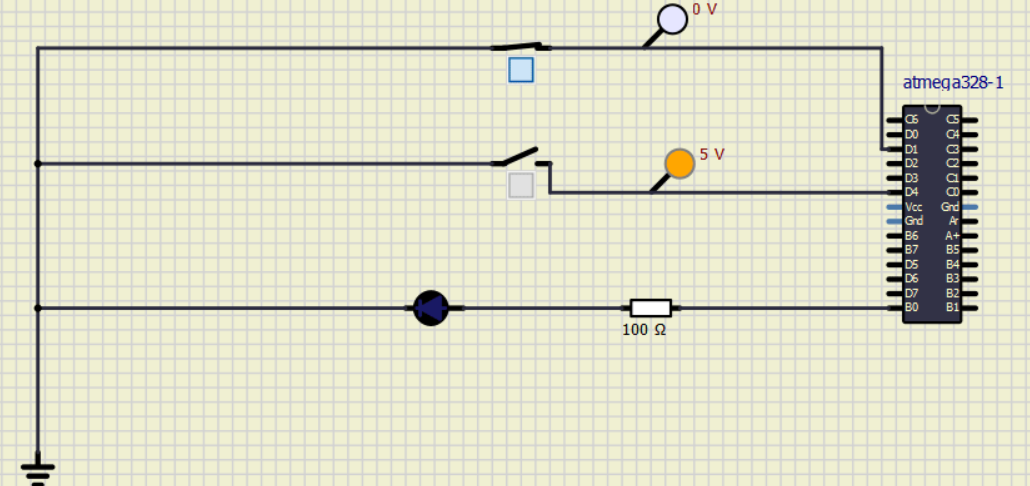 0 V
atmega328-1
5 V
C6 C5
D0 C4
D1 C3
D2 C2
D3 C1
D4 C0
Vcc Gnd
Gnd Ar
B6 A+
B7 B5
D5 B4
D6 B3
D7 B2
B0 B1
100 Ω